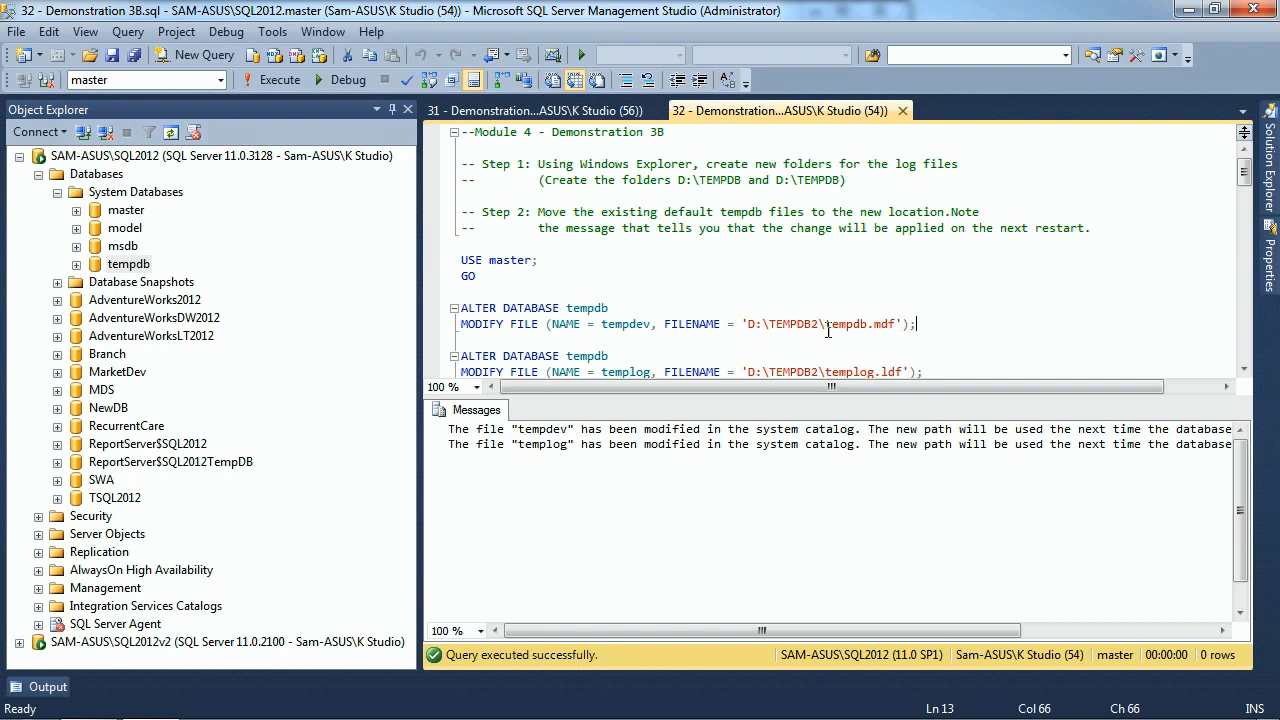 32 - Demonstration 3B.sql - SAM-ASUS\SQL2012.master (Sam-ASUS\K Studio (54)) - Microsoft SQL Server Management Studio (Administrator)
File Edit View Query Project Debug Tools Window Help
New Query
master Execute Debug
Object Explorer
Connect
SAM-ASUS\SQL2012 (SQL Server 11.0.3128 - Sam-ASUS\K Studio)
Databases
System Databases
master
model
msdb
tempdb
Database Snapshots
AdventureWorks2012
AdventureWorksDW2012
AdventureWorksLT2012
Branch
MarketDev
MDS
NewDB
RecurrentCare
ReportServer$SQL2012
ReportServer$SQL2012TempDB
SWA
TSQL2012
Security
Server Objects
Replication
AlwaysOn High Availability
Management
Integration Services Catalogs
SQL Server Agent
SAM-ASUS\SQL2012v2 (SQL Server 11.0.2100 - Sam-ASUS\K Studio)
31 - Demonstration...ASUS\K Studio (56)) 32 - Demonstration...ASUS\K Studio (54))
--Module 4 - Demonstration 3B
-- Step 1: Using Windows Explorer, create new folders for the log files
-- (Create the folders D:\TEMPDB and D:\TEMPDB)
-- Step 2: Move the existing default tempdb files to the new location.Note
-- the message that tells you that the change will be applied on the next restart.
USE master;
GO
ALTER DATABASE tempdb
MODIFY FILE (NAME = tempdev, FILENAME = 'D:\TEMPDB2\tempdb.mdf');
ALTER DATABASE tempdb
MODIFY FILE (NAME = templog, FILENAME = 'D:\TEMPDB2\templog.ldf');
100 %
Messages
The file "tempdev" has been modified in the system catalog. The new path will be used the next time the database
The file "templog" has been modified in the system catalog. The new path will be used the next time the database
100 %
Query executed successfully. SAM-ASUS\SQL2012 (11.0 SP1) Sam-ASUS\K Studio (54) master 00:00:00 0 rows
Solution Explorer
Properties
Output
Ready Ln 13 Col 66 Ch 66 INS